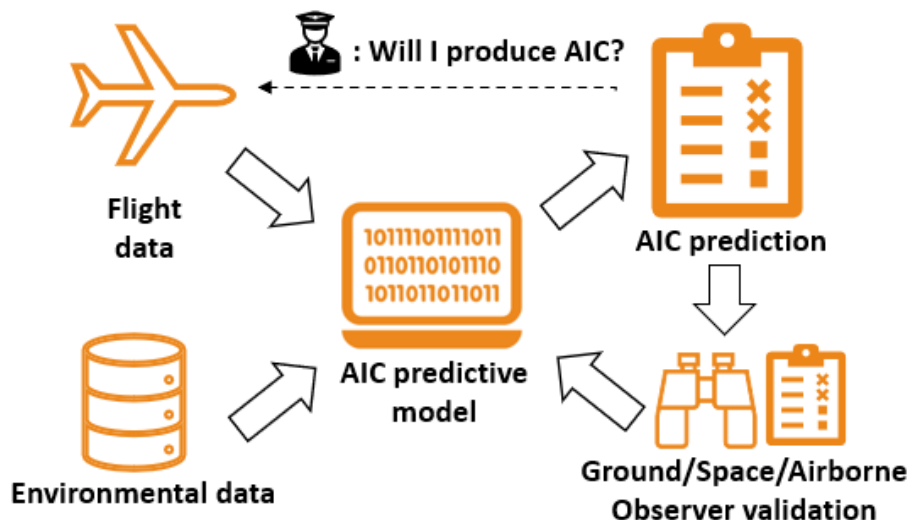 : Will I produce AIC?
Flight
data
AIC prediction
10111101111011
0110110101110
1011011011011
AIC predictive
model
Environmental data
Ground/Space/Airborne
Observer validation